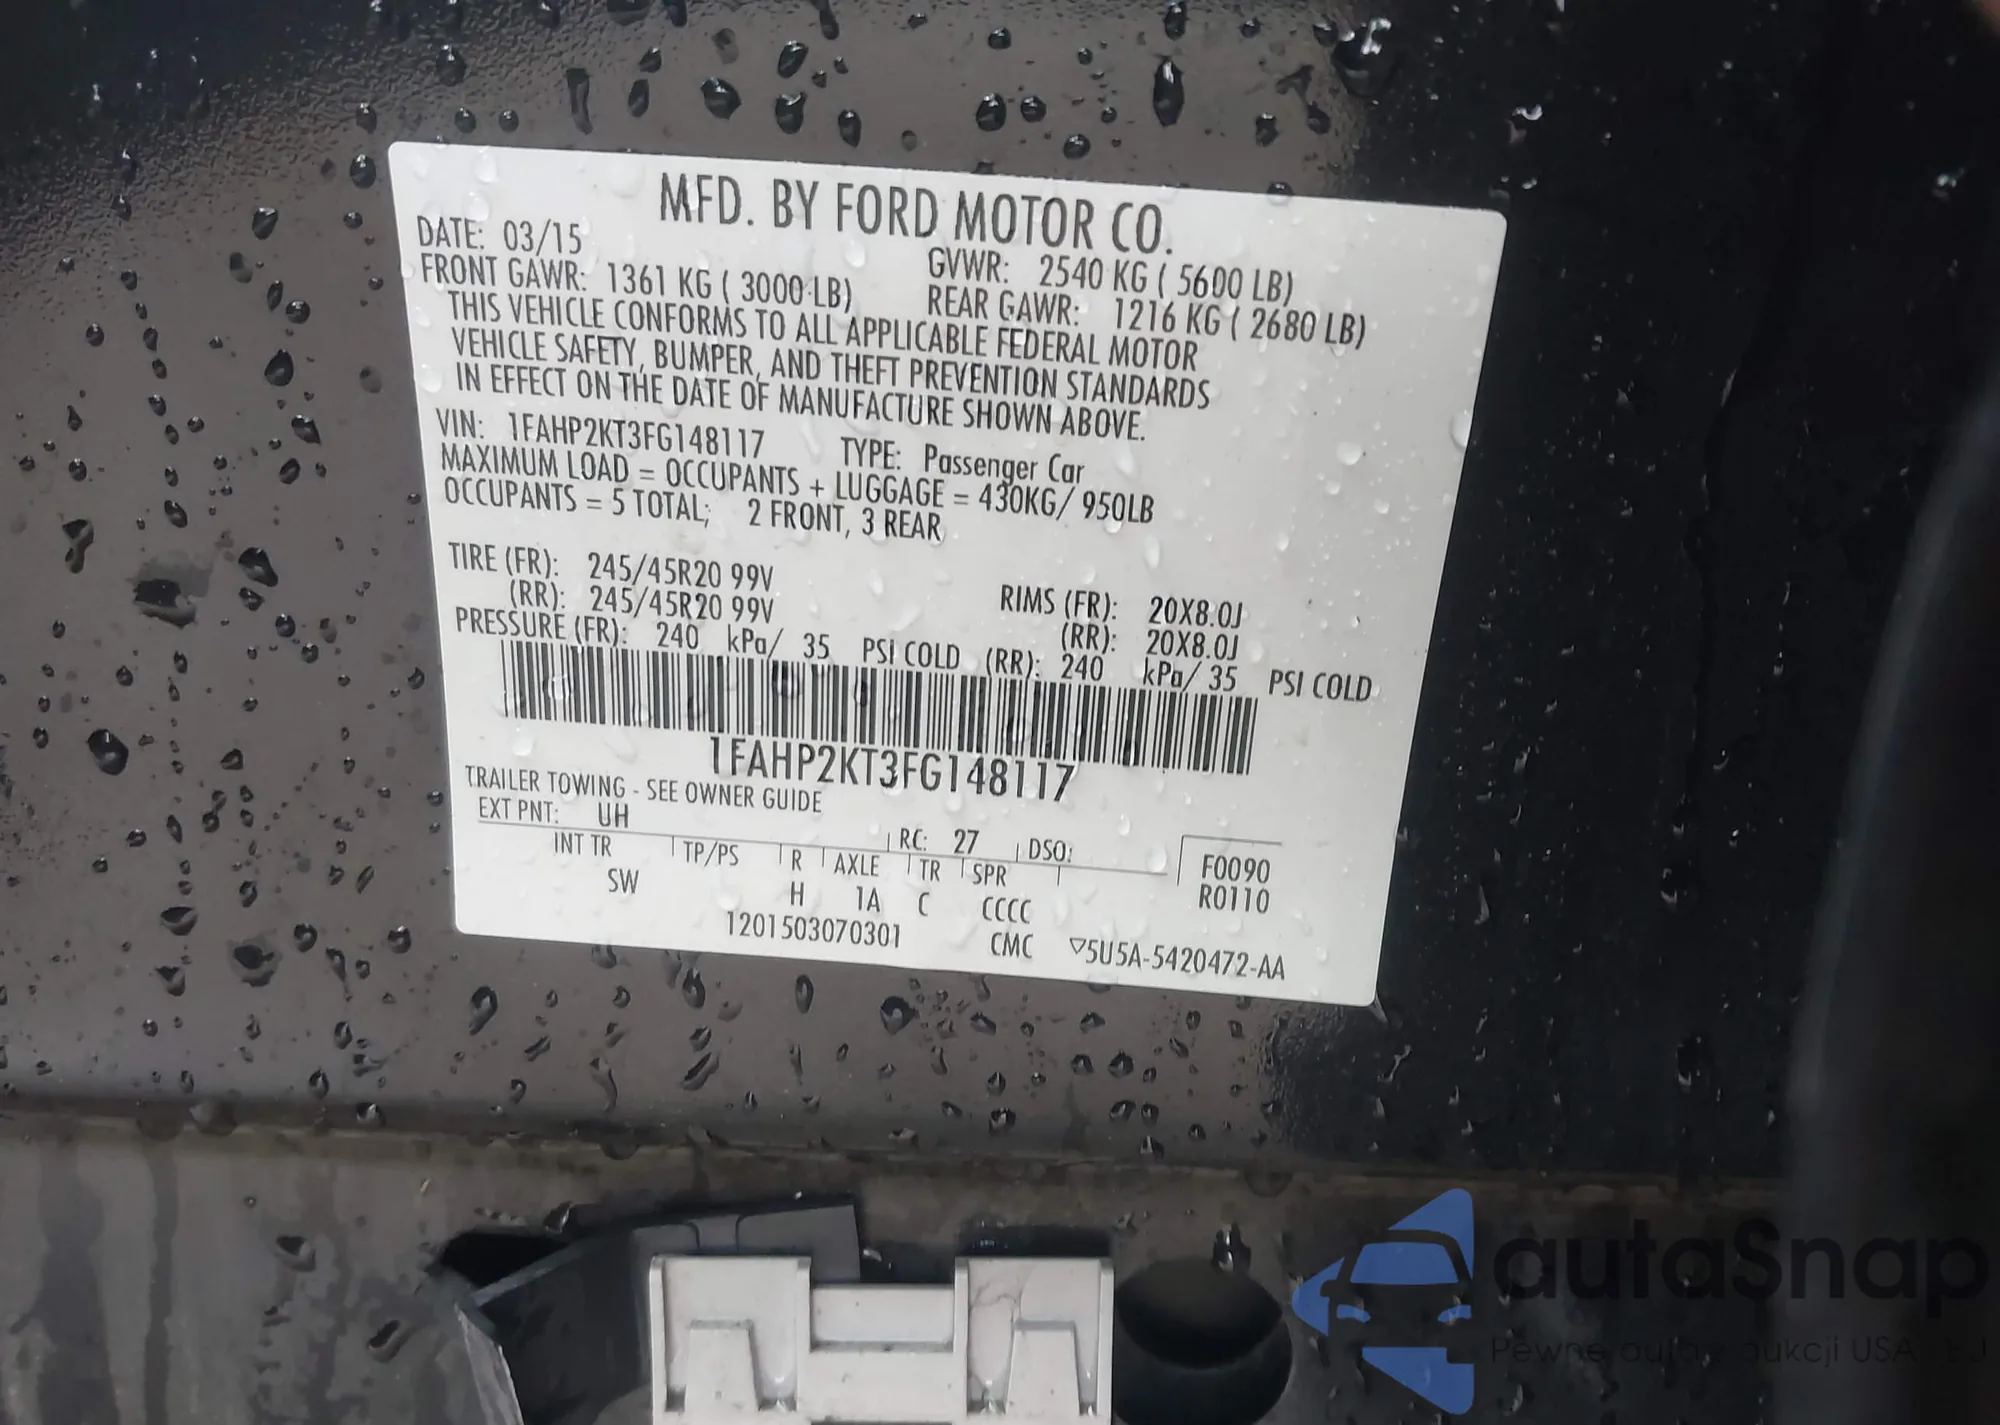 MFD. BY FORD MOTOR CO.
DATE: 03/15 GVWR: 2540 KG ( 5600 LB)
FRONT GAWR: 1361 KG ( 3000 LB) REAR GAWR: 1216 KG ( 2680 LB)
THIS VEHICLE CONFORMS TO ALL APPLICABLE FEDERAL MOTOR
VEHICLE SAFETY, BUMPER, AND THEFT PREVENTION STANDARDS
IN EFFECT ON THE DATE OF MANUFACTURE SHOWN ABOVE.
VIN: 1FAHP2KT3FG148117 TYPE: Passenger Car
MAXIMUM LOAD = OCCUPANTS + LUGGAGE = 430KG/ 950LB
OCCUPANTS = 5 TOTAL; 2 FRONT, 3 REAR
TIRE (FR): 245/45R20 99V RIMS (FR): 20X8.0J
(RR): 245/45R20 99V (RR): 20X8.0J
PRESSURE (FR): 240 kPa/ 35 PSI COLD (RR): 240 kPa/ 35 PSI COLD
1FAHP2KT3FG148117
TRAILER TOWING - SEE OWNER GUIDE
EXT PNT: UH RC: 27 DSO: F0090
INT TR TP/PS R AXLE TR SPR R0110
SW H 1A C CCCC
1201503070301 CMC ▽5U5A-5420472-AA
autaSnap
Pewne auta z aukcji USA